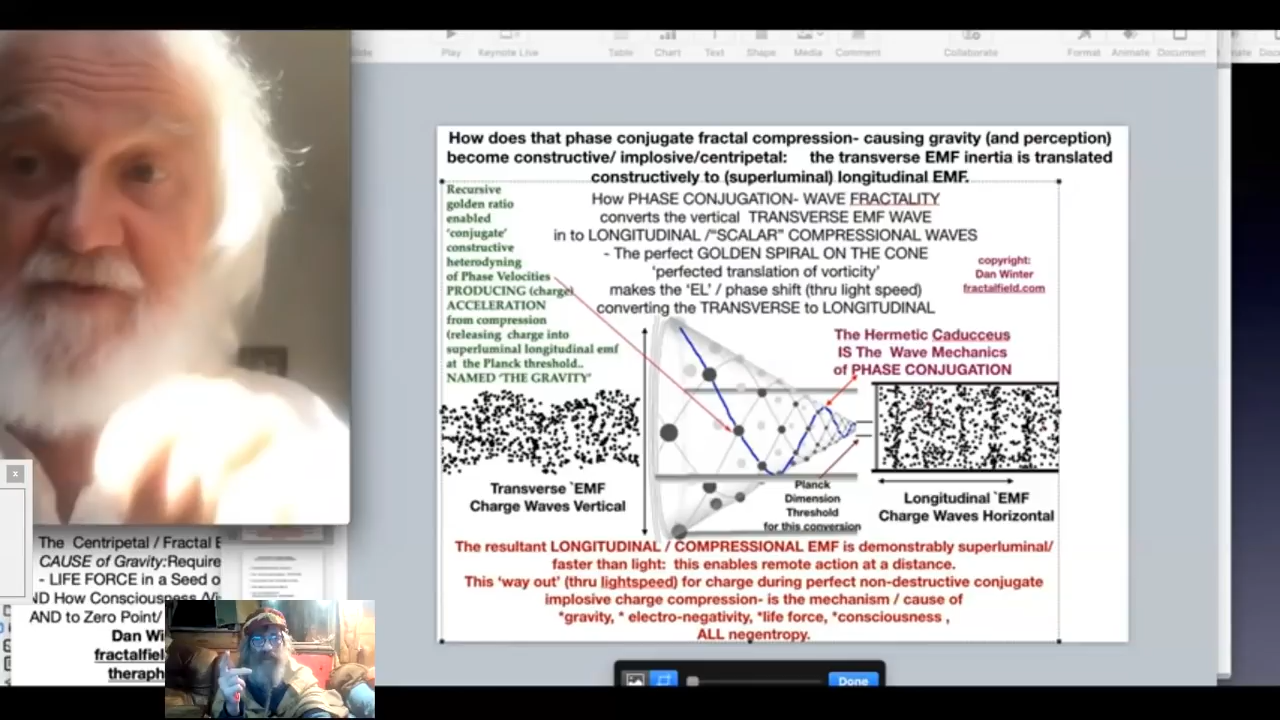 Play
Keynote Live
Table
Chart
Text
Shape
Media
Comment
Collaborate
Format
Animate
Document
How does that phase conjugate fractal compression- causing gravity (and perception)
become constructive/ implosive/centripetal: the transverse EMF inertia is translated
constructively to (superluminal) longitudinal EMF.
Recursive
golden ratio
enabled
‘conjugate’
constructive
heterodyning
of Phase Velocities
PRODUCING (charge)
ACCELERATION
from compression
(releasing charge into
superluminal longitudinal emf
at the Planck threshold..
NAMED ‘THE GRAVITY’
How PHASE CONJUGATION- WAVE FRACTALITY
converts the vertical TRANSVERSE EMF WAVE
in to LONGITUDINAL /“SCALAR” COMPRESSIONAL WAVES
- The perfect GOLDEN SPIRAL ON THE CONE
‘perfected translation of vorticity’
makes the ‘EL’ / phase shift (thru light speed)
converting the TRANSVERSE to LONGITUDINAL
copyright:
Dan Winter
fractalfield.com
The Hermetic Caducceus
IS The Wave Mechanics
of PHASE CONJUGATION
Transverse `EMF
Charge Waves Vertical
Planck
Dimension
Threshold
for this conversion
Longitudinal `EMF
Charge Waves Horizontal
The resultant LONGITUDINAL / COMPRESSIONAL EMF is demonstrably superluminal/
faster than light: this enables remote action at a distance.
This ‘way out’ (thru lightspeed) for charge during perfect non-destructive conjugate
implosive charge compression- is the mechanism / cause of
*gravity, * electro-negativity, *life force, *consciousness ,
ALL negentropy.
The Centripetal / Fractal
CAUSE of Gravity:Require
- LIFE FORCE in a Seed o
ND How Consciousness
AND to Zero Point/
Dan Wi
fractalfiel
theraph
Done